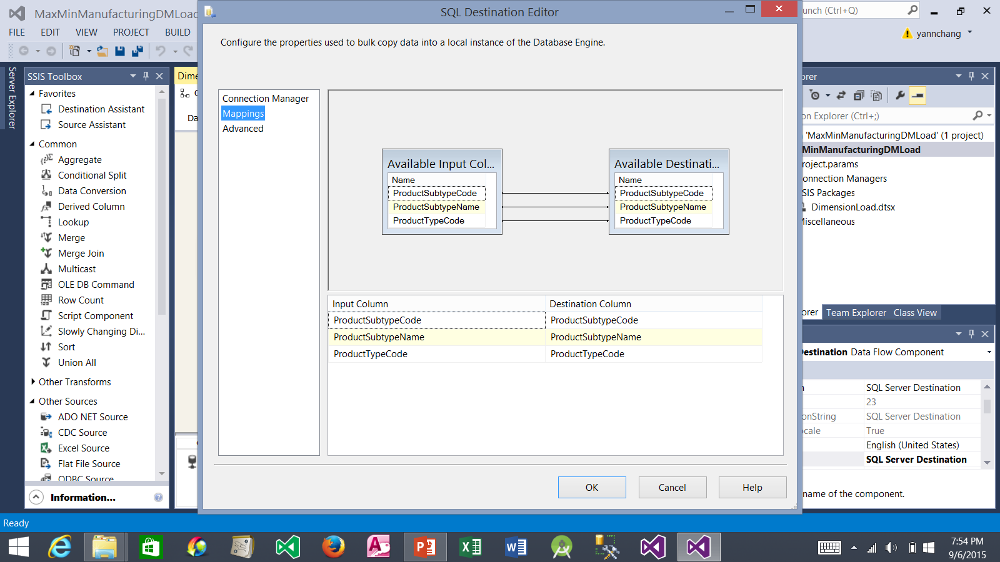 MaxMinManufacturingDMLoad
SQL Destination Editor
unch (Ctrl+Q)
FILE EDIT VIEW PROJECT BUILD
yannchang
Configure the properties used to bulk copy data into a local instance of the Database Engine.
Server Explorer
SSIS Toolbox
Favorites
Destination Assistant
Source Assistant
Common
Aggregate
Conditional Split
Data Conversion
Derived Column
Lookup
Merge
Merge Join
Multicast
OLE DB Command
Row Count
Script Component
Slowly Changing Di...
Sort
Union All
Other Transforms
Other Sources
ADO NET Source
CDC Source
Excel Source
Flat File Source
ODBC Source
Information...
Dime
Da
Connection Manager
Mappings
Advanced
Available Input Col...
Name
ProductSubtypeCode
ProductSubtypeName
ProductTypeCode
Available Destinati...
Name
ProductSubtypeCode
ProductSubtypeName
ProductTypeCode
Input Column Destination Column
ProductSubtypeCode ProductSubtypeCode
ProductSubtypeName ProductSubtypeName
ProductTypeCode ProductTypeCode
OK Cancel Help
orer
on Explorer (Ctrl+;)
'MaxMinManufacturingDMLoad' (1 project)
MinManufacturingDMLoad
roject.params
onnection Managers
SIS Packages
DimensionLoad.dtsx
Miscellaneous
orer Team Explorer Class View
Destination Data Flow Component
n SQL Server Destination
23
onString SQL Server Destination
ocale True
English (United States)
SQL Server Destination
name of the component.
Ready
7:54 PM
9/6/2015